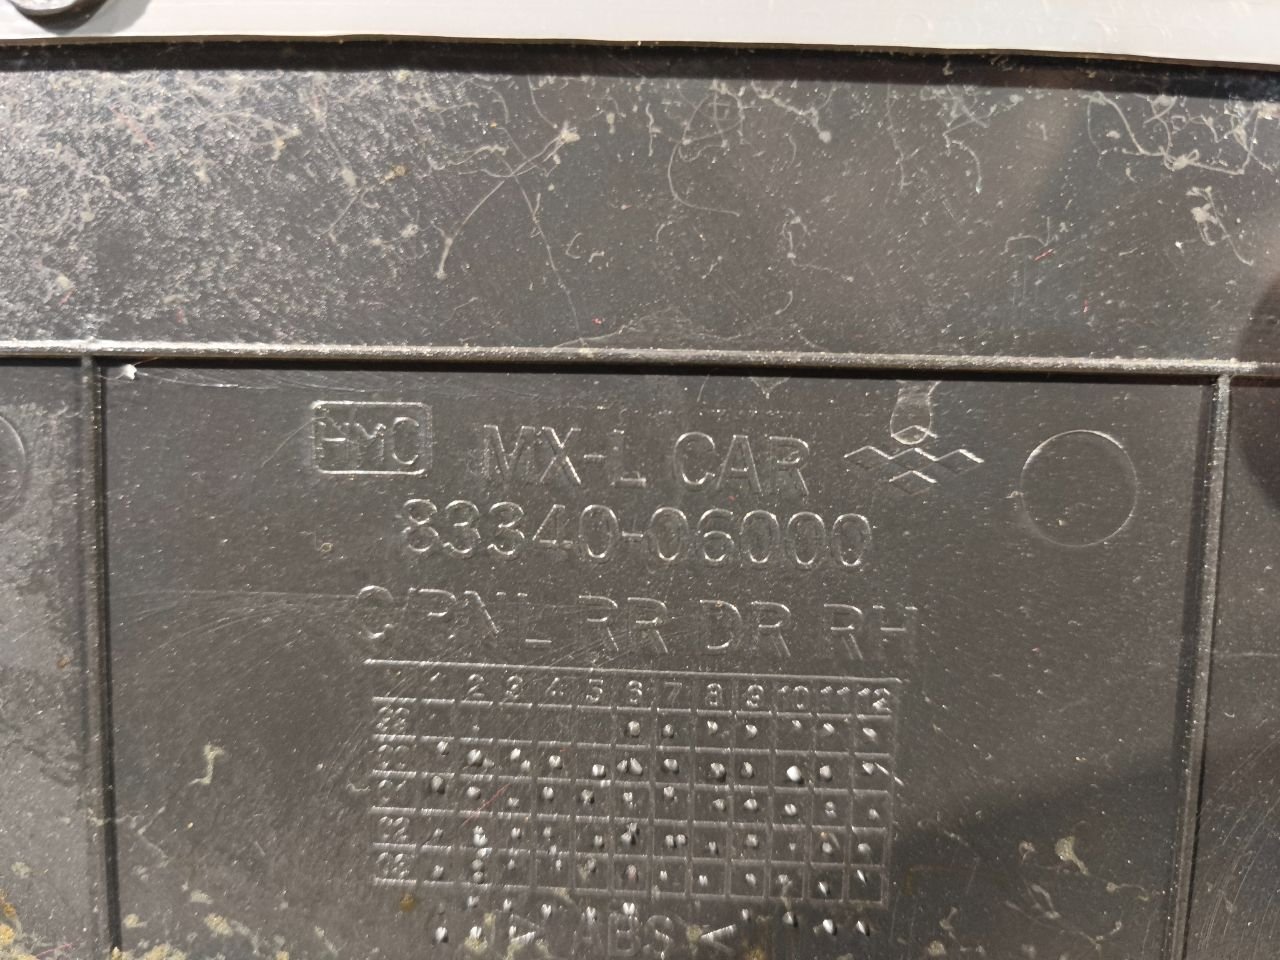 HMC MX-L CAR
83340-06000
C/PNL RR DR RH
1 2 3 4 5 6 7 8 9 10 11 12
>ABS<